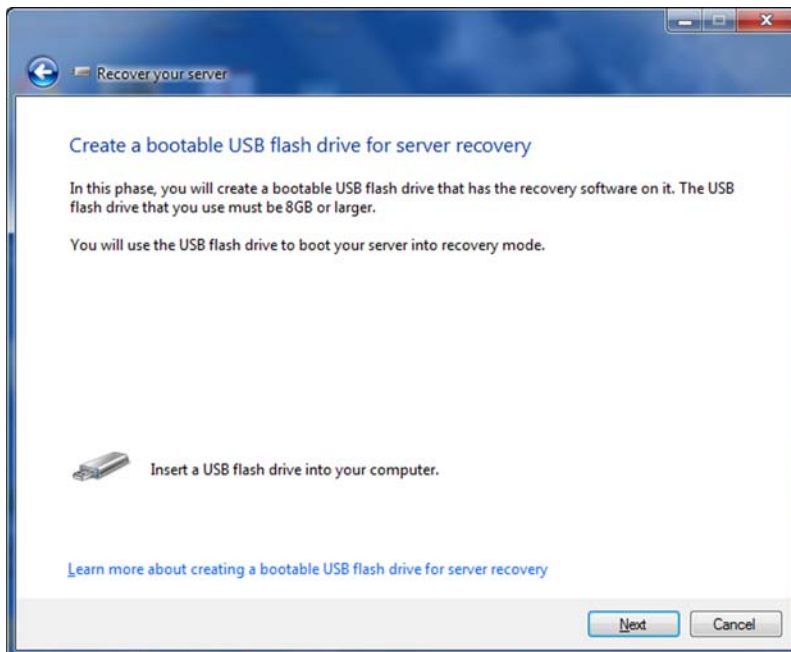 Recover your server
Create a bootable USB flash drive for server recovery
In this phase, you will create a bootable USB flash drive that has the recovery software on it. The USB
flash drive that you use must be 8GB or larger.
You will use the USB flash drive to boot your server into recovery mode.
Insert a USB flash drive into your computer.
Learn more about creating a bootable USB flash drive for server recovery
Next Cancel